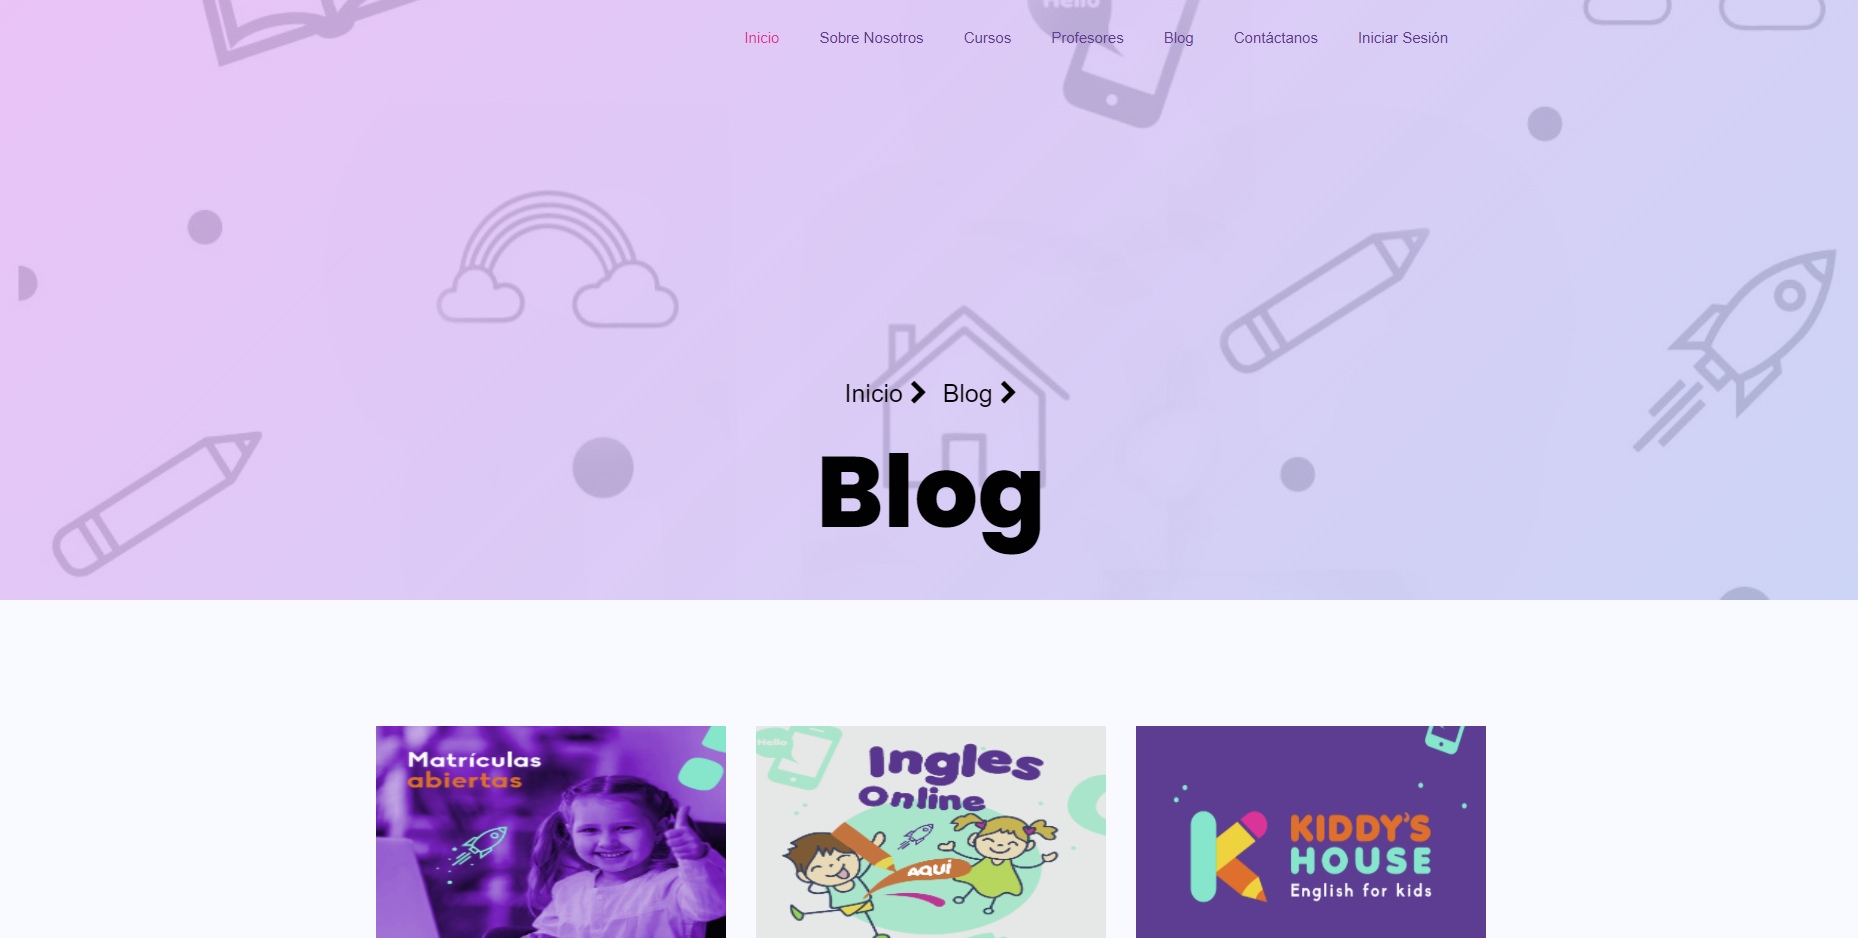 Hello
Inicio Sobre Nosotros Cursos Profesores Blog Contáctanos Iniciar Sesión
Inicio Blog
Blog
Matrículas
abiertas
Hello
Ingles
Online
AQUÍ
KIDDY'S
HOUSE
English for kids